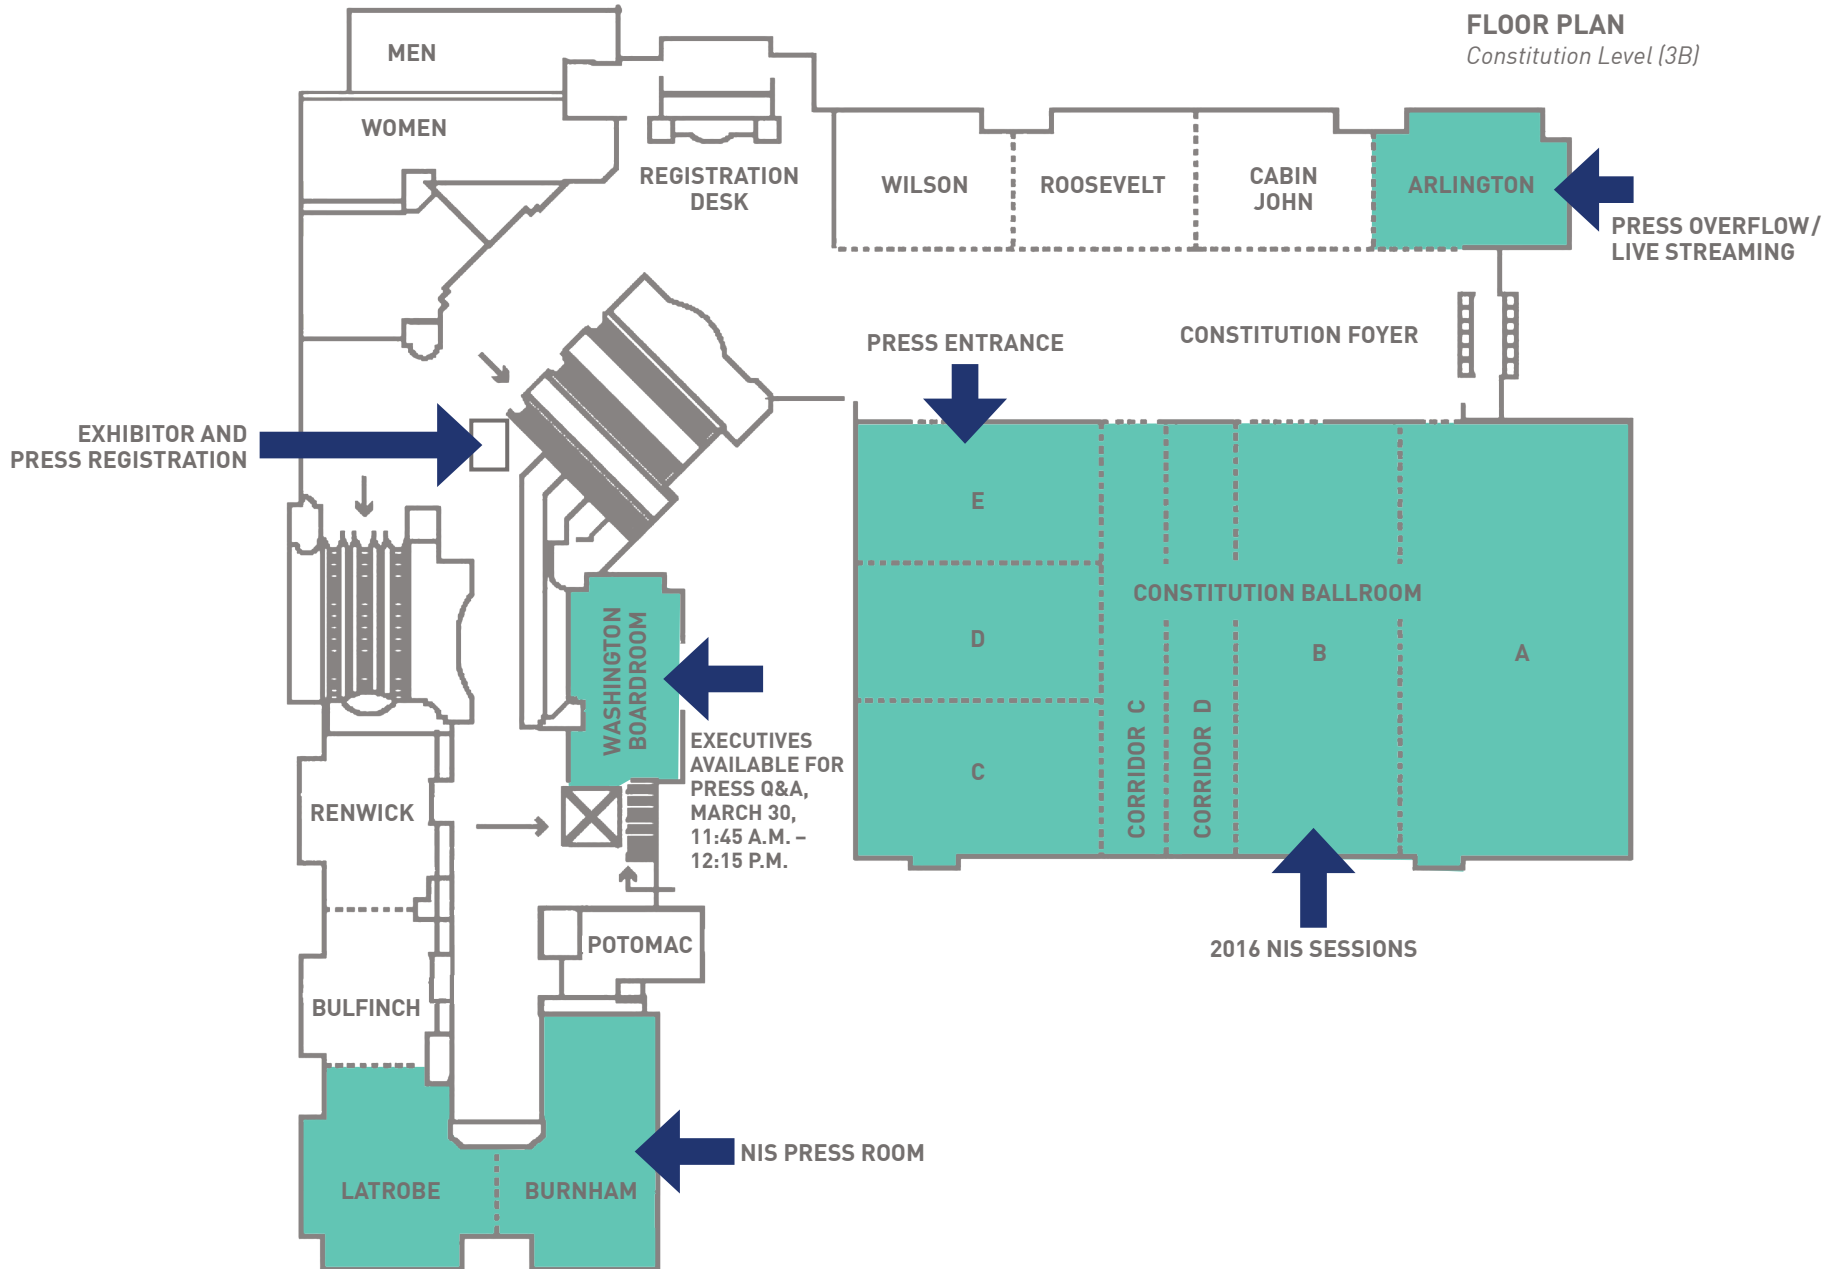 FLOOR PLAN
Constitution Level (3B)
MEN
WOMEN
REGISTRATION
DESK
WILSON
ROOSEVELT
CABIN
JOHN
ARLINGTON
PRESS OVERFLOW/
LIVE STREAMING
PRESS ENTRANCE
CONSTITUTION FOYER
EXHIBITOR AND
PRESS REGISTRATION
E
CONSTITUTION BALLROOM
D
B
A
C
CORRIDOR C
CORRIDOR D
WASHINGTON
BOARDROOM
EXECUTIVES
AVAILABLE FOR
PRESS Q&A,
MARCH 30,
11:45 A.M. –
12:15 P.M.
RENWICK
POTOMAC
2016 NIS SESSIONS
BULFINCH
NIS PRESS ROOM
LATROBE
BURNHAM